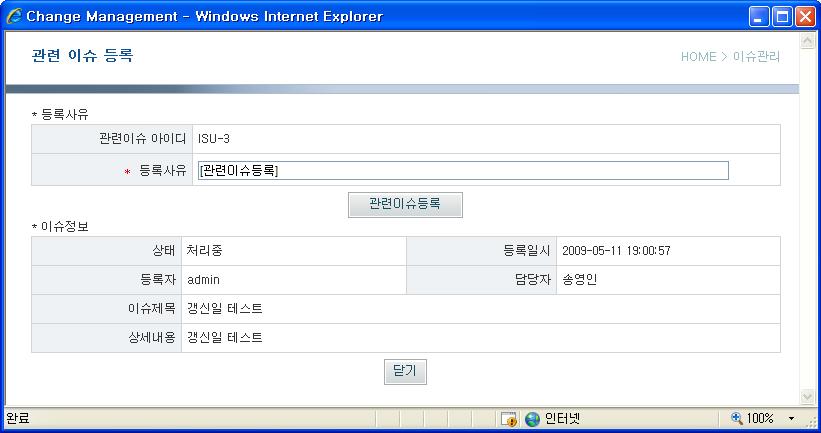 Change Management - Windows Internet Explorer
관련 이슈 등록
HOME > 이슈관리
* 등록사유
관련이슈 아이디 ISU-3
* 등록사유 [관련이슈등록]
관련이슈등록
* 이슈정보
상태 처리중 등록일시 2009-05-11 19:00:57
등록자 admin 담당자 송영인
이슈제목 갱신일 테스트
상세내용 갱신일 테스트
닫기
완료 인터넷 100%